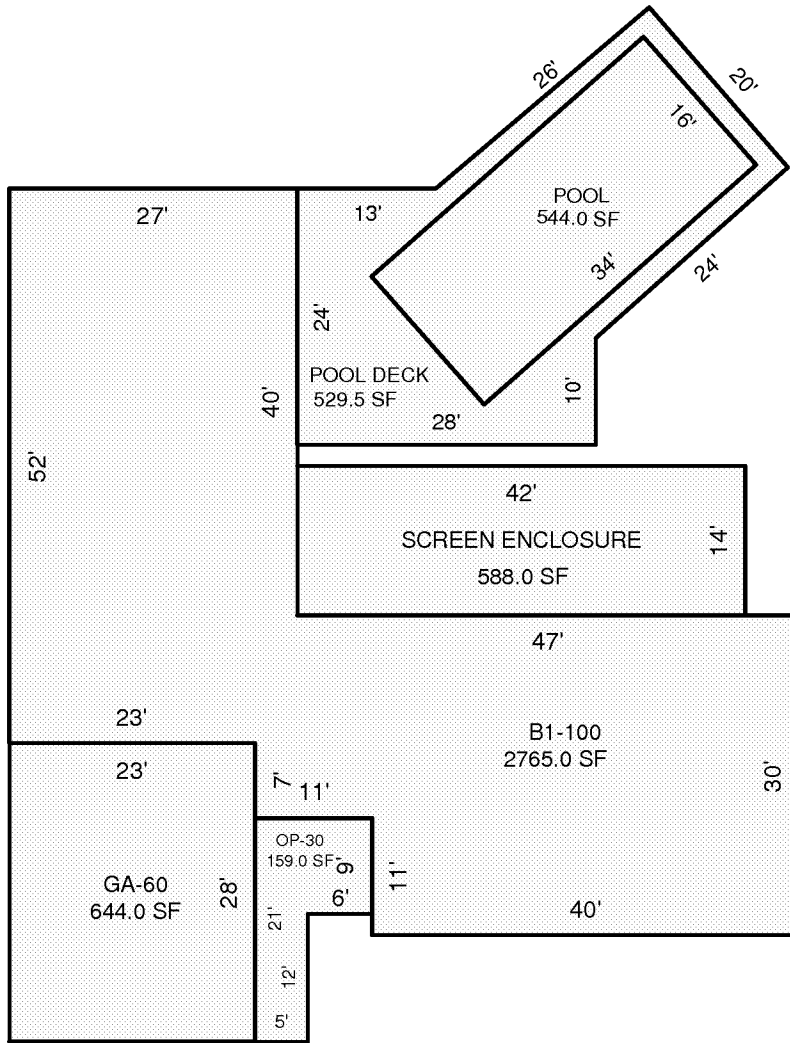 26'
20'
16'
POOL
544.0 SF
27'
13'
34'
24'
24'
POOL DECK
529.5 SF
40'
10'
28'
52'
42'
SCREEN ENCLOSURE
14'
588.0 SF
47'
23'
B1-100
2765.0 SF
23'
7'
11'
30'
OP-30
159.0 SF
9'
GA-60
644.0 SF
28'
6'
11'
21'
40'
12'
5'